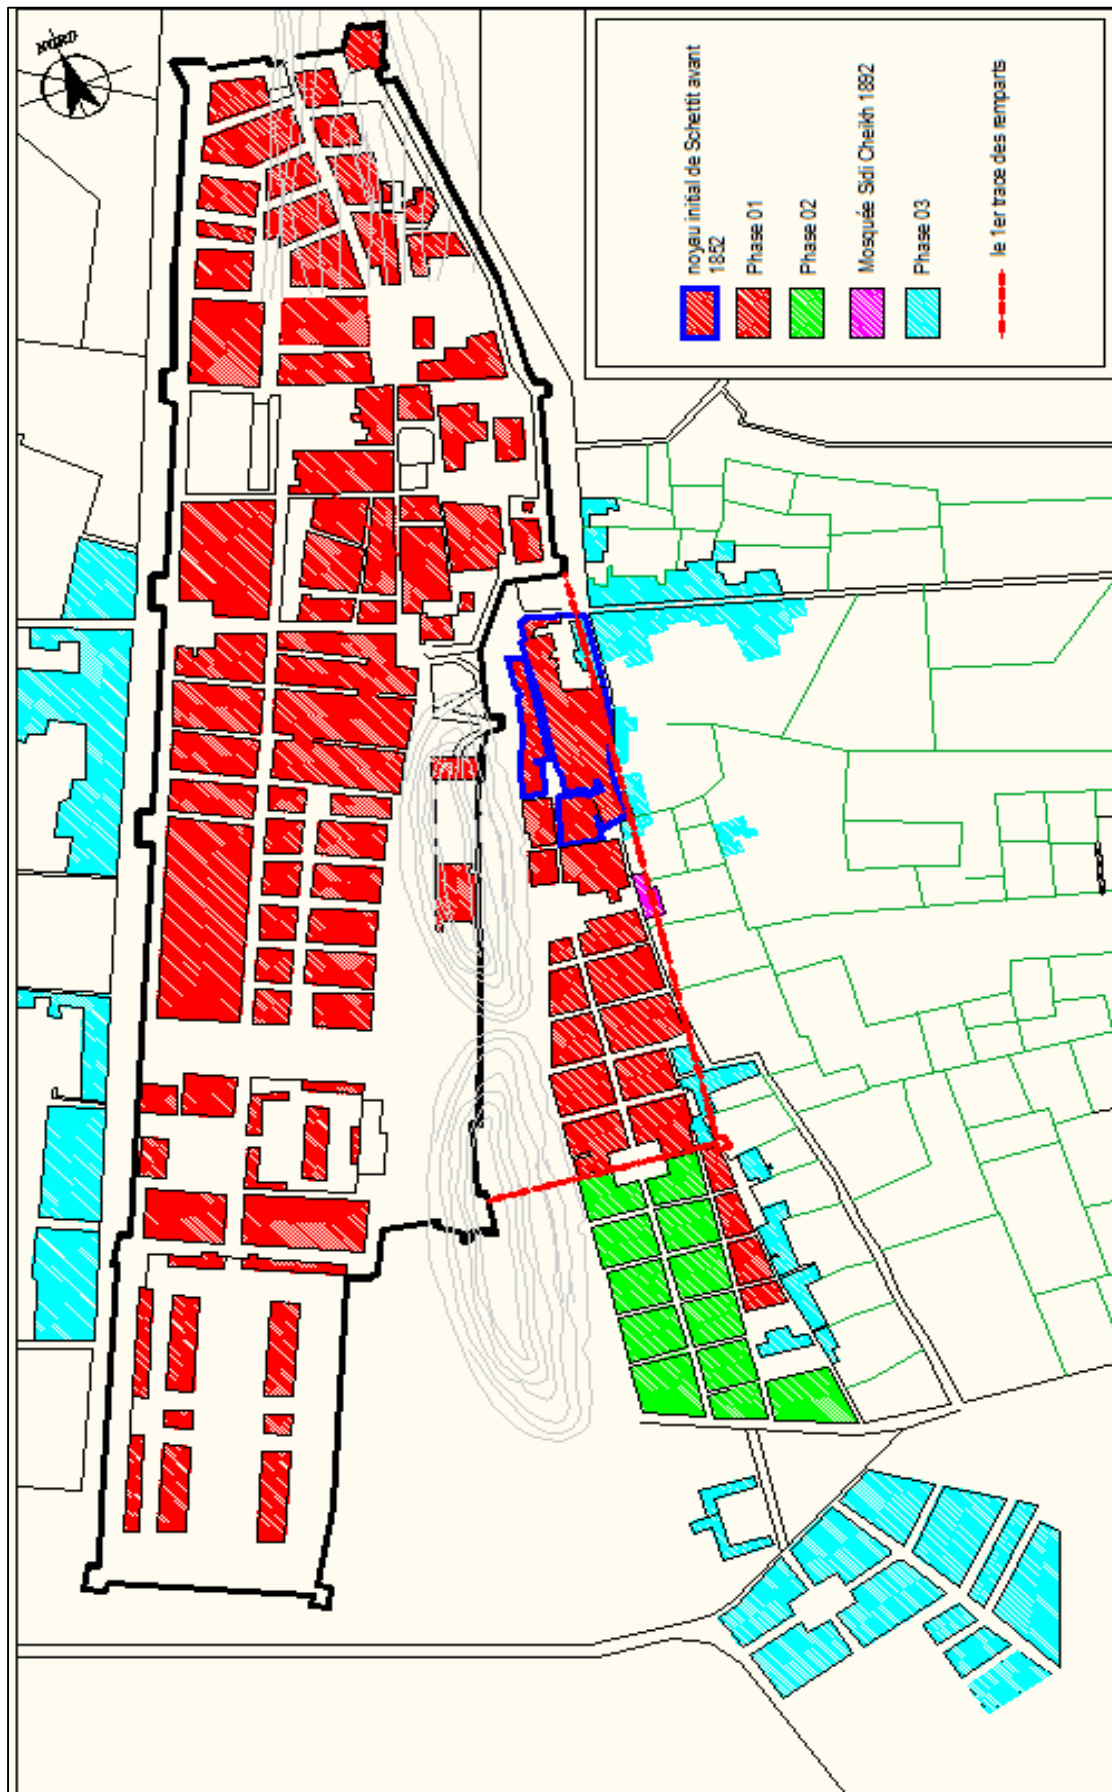 NORD
noyau initial de Schettit avant
1852
Phase 01
Phase 02
Mosquée Sidi Cheikh 1892
Phase 03
le 1er trace des remparts